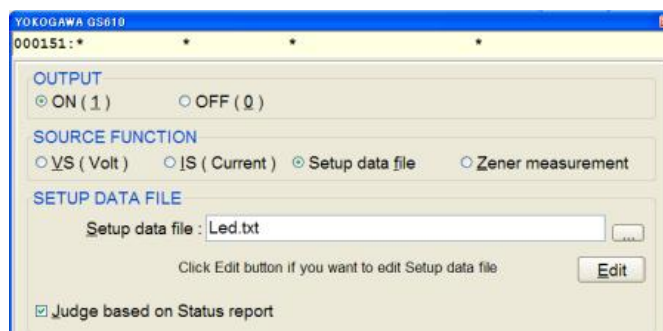 YOKOGAWA GS610
000151:* * * *
OUTPUT
ON ( 1 ) OFF ( 0 )
SOURCE FUNCTION
VS ( Volt ) IS ( Current ) Setup data file Zener measurement
SETUP DATA FILE
Setup data file : Led.txt ...
Click Edit button if you want to edit Setup data file Edit
Judge based on Status report